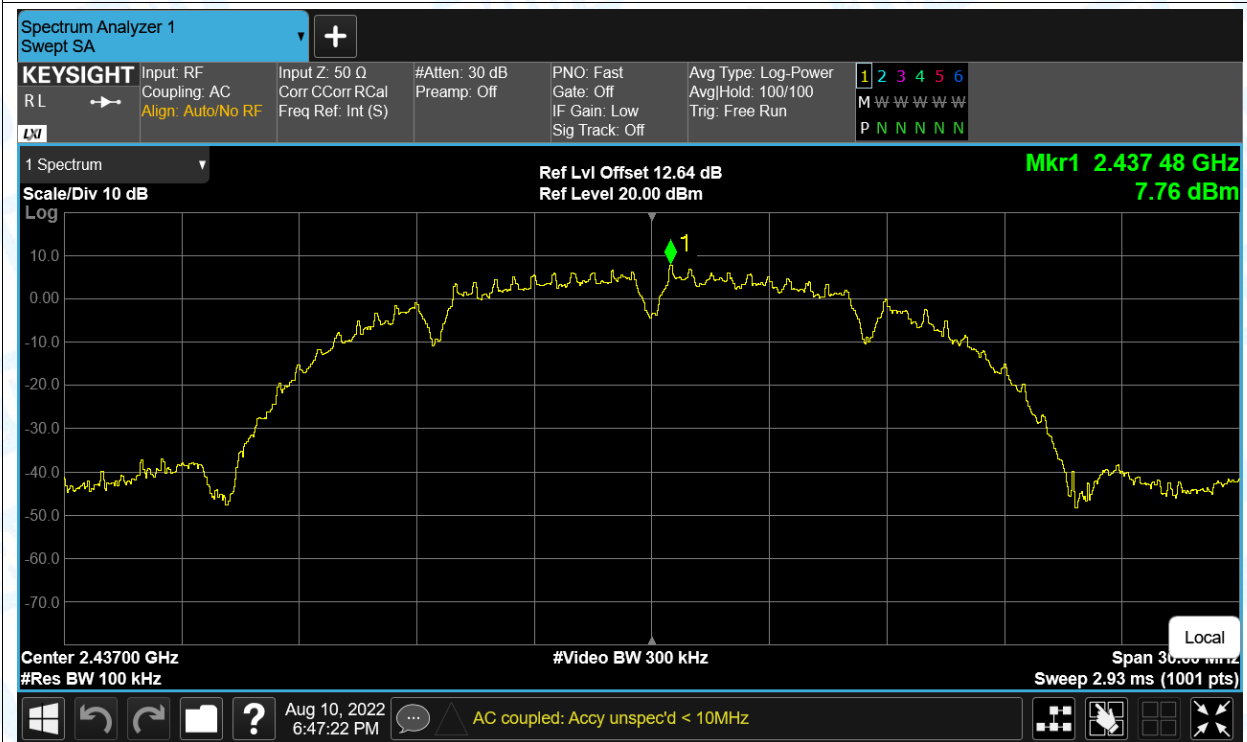 Spectrum Analyzer 1
Swept SA
KEYSIGHT
R L
LXI
Input: RF
Coupling: AC
Align: Auto/No RF
Input Z: 50 Ω
Corr CCorr RCal
Freq Ref: Int (S)
#Atten: 30 dB
Preamp: Off
PNO: Fast
Gate: Off
IF Gain: Low
Sig Track: Off
Avg Type: Log-Power
Avg|Hold: 100/100
Trig: Free Run
1 2 3 4 5 6
M W W W W W
P N N N N N
1 Spectrum
Scale/Div 10 dB
Log
Ref Lvl Offset 12.64 dB
Ref Level 20.00 dBm
Mkr1 2.437 48 GHz
7.76 dBm
1
10.0
0.00
-10.0
-20.0
-30.0
-40.0
-50.0
-60.0
-70.0
Local
Center 2.43700 GHz
#Res BW 100 kHz
#Video BW 300 kHz
Span 30.00 MHz
Sweep 2.93 ms (1001 pts)
?
Aug 10, 2022
6:47:22 PM
AC coupled: Accy unspec'd < 10MHz